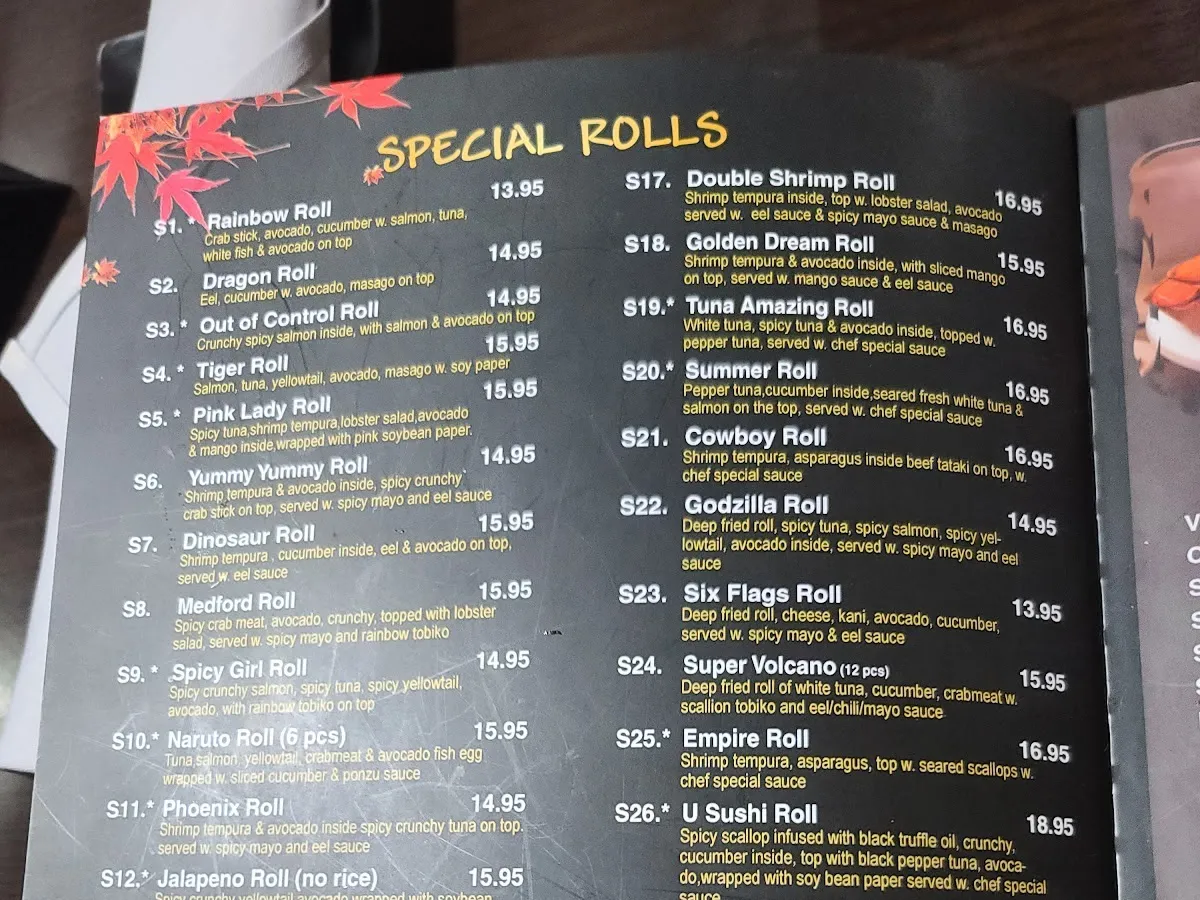 SPECIAL ROLLS
S1. * Rainbow Roll 13.95
Crab stick, avocado, cucumber w. salmon, tuna,
white fish & avocado on top
S2. Dragon Roll 14.95
Eel, cucumber w. avocado, masago on top
S3. * Out of Control Roll 14.95
Crunchy spicy salmon inside, with salmon & avocado on top
S4. * Tiger Roll 15.95
Salmon, tuna, yellowtail, avocado, masago w. soy paper
S5. * Pink Lady Roll 15.95
Spicy tuna,shrimp tempura,lobster salad,avocado
& mango inside,wrapped with pink soybean paper.
S6. Yummy Yummy Roll 14.95
Shrimp tempura & avocado inside, spicy crunchy
crab stick on top, served w. spicy mayo and eel sauce
S7. Dinosaur Roll 15.95
Shrimp tempura , cucumber inside, eel & avocado on top,
served w. eel sauce
S8. Medford Roll 15.95
Spicy crab meat, avocado, crunchy, topped with lobster
salad, served w. spicy mayo and rainbow tobiko
S9. * Spicy Girl Roll 14.95
Spicy crunchy salmon, spicy tuna, spicy yellowtail,
avocado, with rainbow tobiko on top
S10.* Naruto Roll (6 pcs) 15.95
Tuna,salmon, yellowtail, crabmeat & avocado fish egg
wrapped w. sliced cucumber & ponzu sauce
S11.* Phoenix Roll 14.95
Shrimp tempura & avocado inside spicy crunchy tuna on top.
served w. spicy mayo and eel sauce
S12.* Jalapeno Roll (no rice) 15.95
Spicy crunchy yellowtail avocado wrapped with soybean
S17. Double Shrimp Roll 16.95
Shrimp tempura inside, top w. lobster salad, avocado
served w. eel sauce & spicy mayo sauce & masago
S18. Golden Dream Roll 15.95
Shrimp tempura & avocado inside, with sliced mango
on top, served w. mango sauce & eel sauce
S19.* Tuna Amazing Roll 16.95
White tuna, spicy tuna & avocado inside, topped w.
pepper tuna, served w. chef special sauce
S20.* Summer Roll 16.95
Pepper tuna,cucumber inside,seared fresh white tuna &
salmon on the top, served w. chef special sauce
S21. Cowboy Roll 16.95
Shrimp tempura, asparagus inside beef tataki on top, w.
chef special sauce
S22. Godzilla Roll 14.95
Deep fried roll, spicy tuna, spicy salmon, spicy yel-
lowtail, avocado inside, served w. spicy mayo and eel
sauce
S23. Six Flags Roll 13.95
Deep fried roll, cheese, kani, avocado, cucumber,
served w. spicy mayo & eel sauce
S24. Super Volcano (12 pcs) 15.95
Deep fried roll of white tuna, cucumber, crabmeat w.
scallion tobiko and eel/chili/mayo sauce
S25.* Empire Roll 16.95
Shrimp tempura, asparagus, top w. seared scallops w.
chef special sauce
S26.* U Sushi Roll 18.95
Spicy scallop infused with black truffle oil, crunchy,
cucumber inside, top with black pepper tuna, avoca-
do,wrapped with soy bean paper served w. chef special
sauce